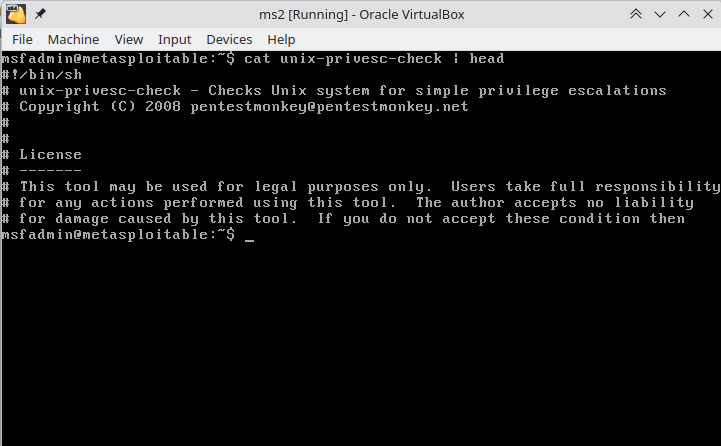 ms2 [Running] - Oracle VirtualBox
File Machine View Input Devices Help
msfadmin@metasploitable:~$ cat unix-privesc-check | head
#!/bin/sh
# unix-privesc-check - Checks Unix system for simple privilege escalations
# Copyright (C) 2008 pentestmonkey@pentestmonkey.net
#
#
# License
# -------
# This tool may be used for legal purposes only.  Users take full responsibility
# for any actions performed using this tool.  The author accepts no liability
# for damage caused by this tool.  If you do not accept these condition then
msfadmin@metasploitable:~$ _